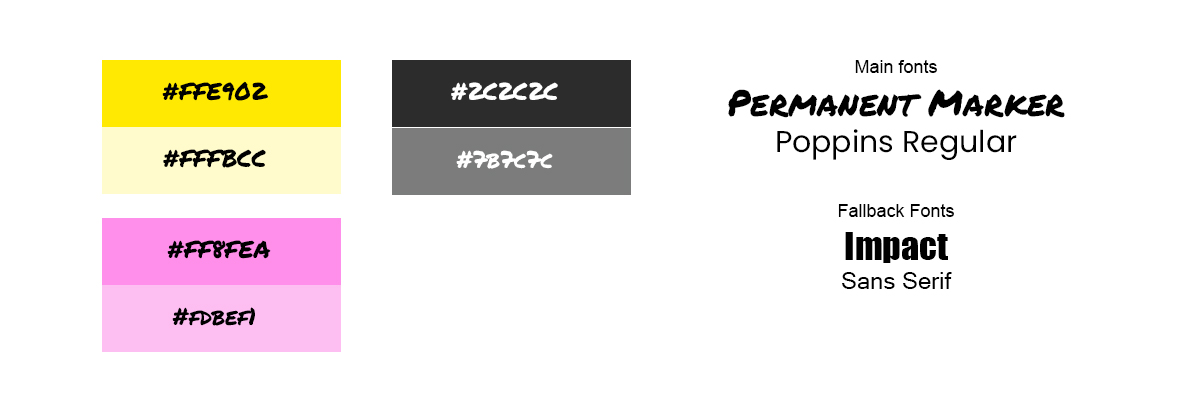 #FFE902
#FFFBCC
#FF8FEA
#FDBEF1
#2C2C2C
#7B7C7C
Main fonts
Permanent Marker
Poppins Regular
Fallback Fonts
Impact
Sans Serif